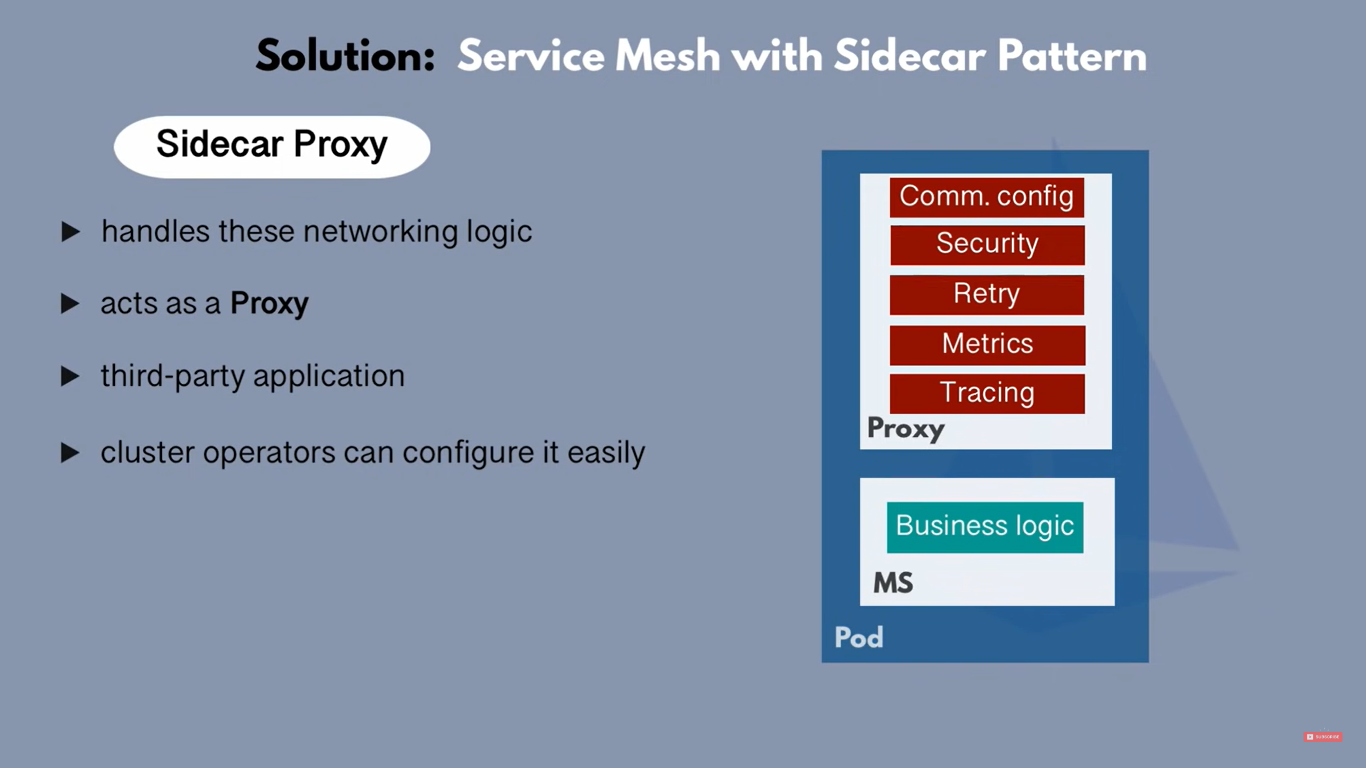 Solution: Service Mesh with Sidecar Pattern
Sidecar Proxy
handles these networking logic
acts as a Proxy
third-party application
cluster operators can configure it easily
Comm. config
Security
Retry
Metrics
Tracing
Proxy
Business logic
MS
Pod
SUBSCRIBE